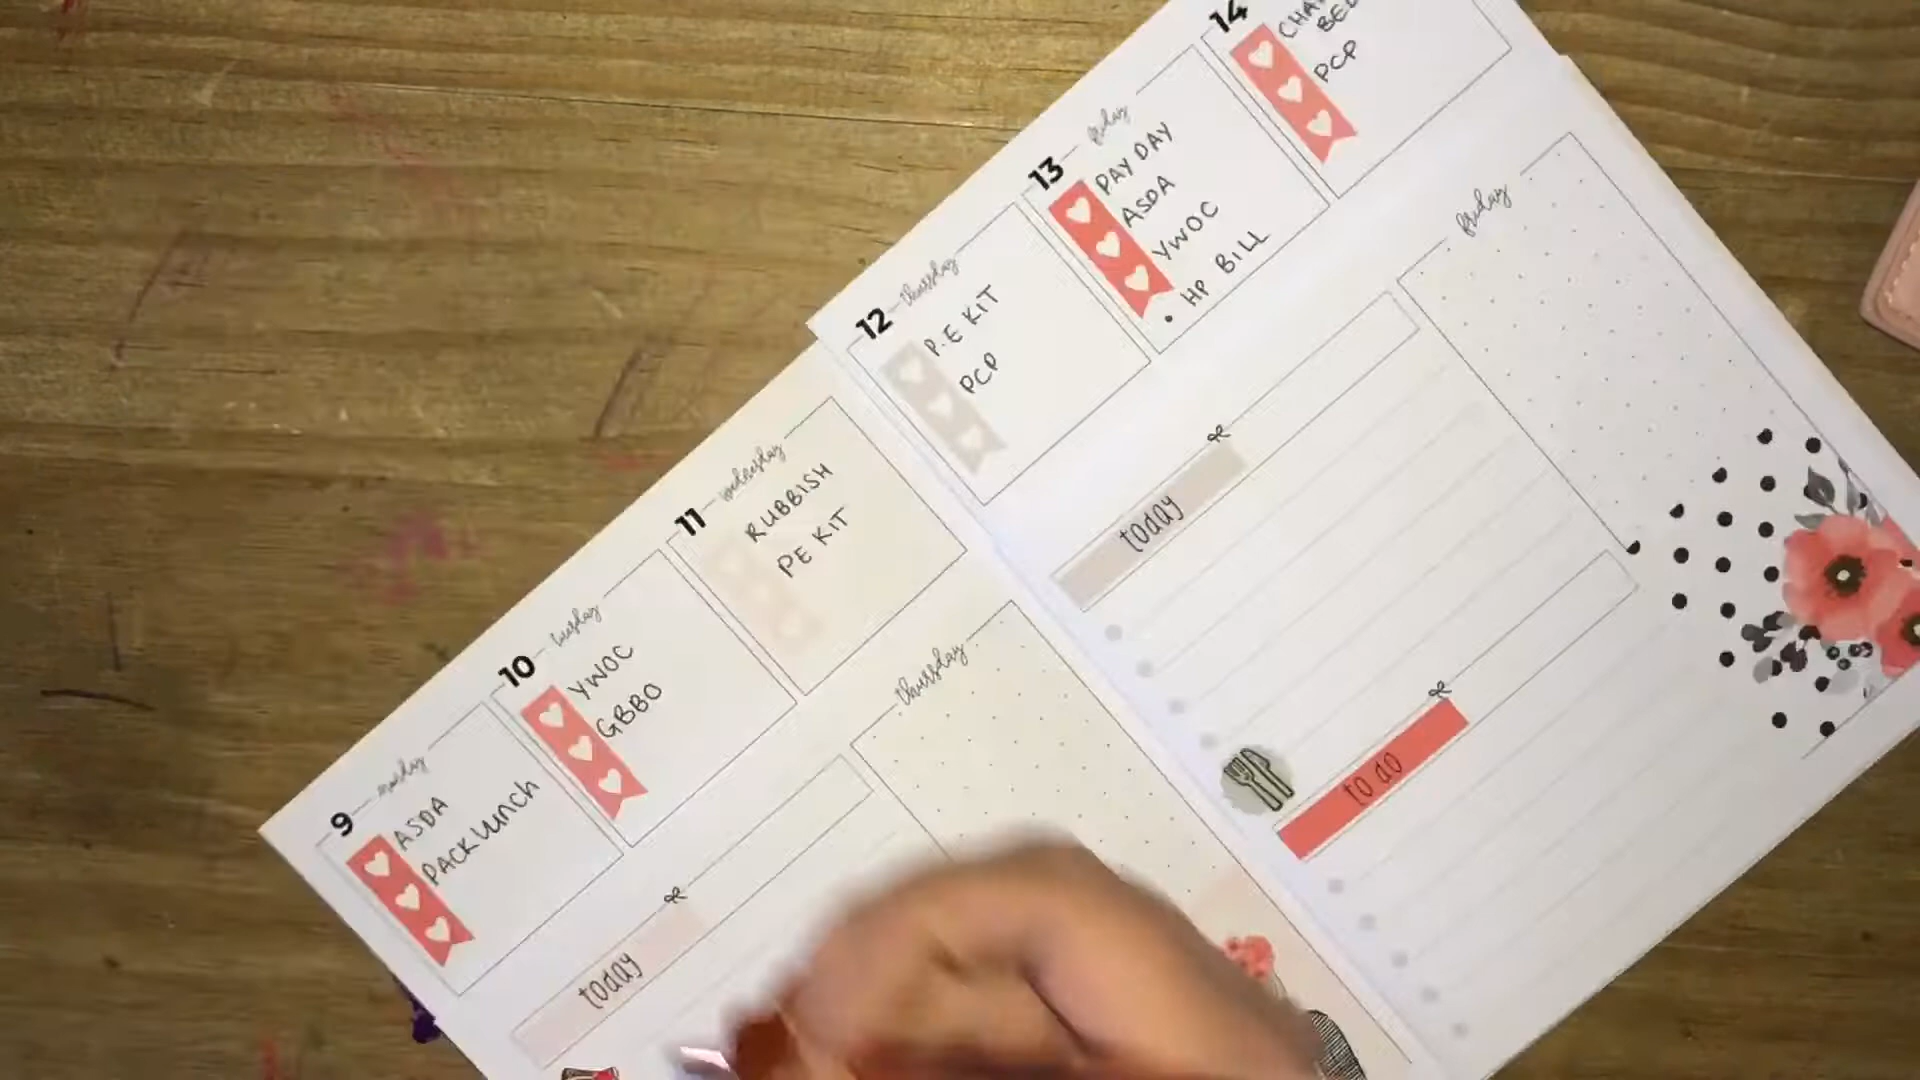 9 monday
ASDA
PACK LUNCH
10 tuesday
YWOC
GBBO
11 wednesday
RUBBISH
PE KIT
12 thursday
P.E KIT
PCP
13 friday
PAY DAY
ASDA
YWOC
• HP BILL
14
PCP
thursday
today
friday
today
to do